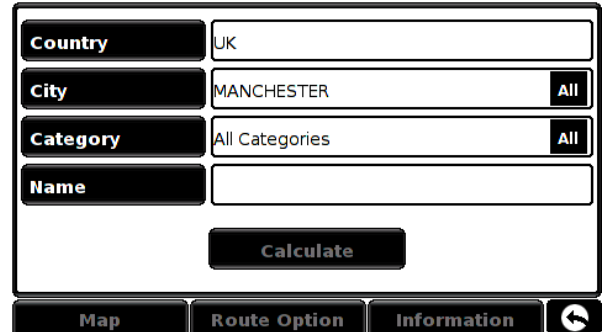 Country UK
City MANCHESTER All
Category All Categories All
Name
Calculate
Map Route Option Information